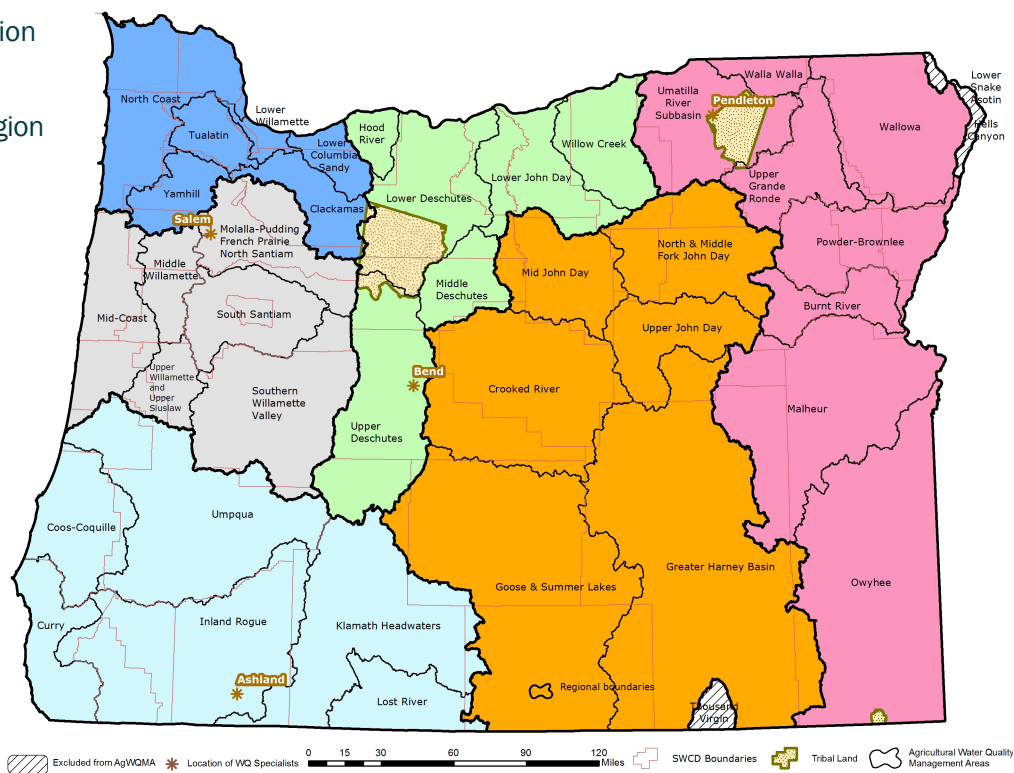 ion
gion
North Coast
Tualatin
Lower
Willamette
Lower
Columbia
Sandy
Yamhill
Clackamas
Hood
River
Lower Deschutes
Lower John Day
Willow Creek
Umatilla
River
Subbasin
Walla Walla
Pendleton
Wallowa
Lower
Snake
Asotin
Hells
Canyon
Upper
Grande
Ronde
Salem
Molalla-Pudding
French Prairie
North Santiam
Middle
Willamette
Mid-Coast
South Santiam
Upper
Willamette
and
Upper
Siuslaw
Southern
Willamette
Valley
Middle
Deschutes
Bend
Upper
Deschutes
Mid John Day
North & Middle
Fork John Day
Upper John Day
Crooked River
Powder-Brownlee
Burnt River
Malheur
Owyhee
Coos-Coquille
Umpqua
Curry
Inland Rogue
Ashland
Klamath Headwaters
Lost River
Goose & Summer Lakes
Greater Harney Basin
Regional boundaries
Thousand
Virgin
Excluded from AgWQMA
Location of WQ Specialists
0 15 30 60 90 120
Miles
SWCD Boundaries
Tribal Land
Agricultural Water Quality
Management Areas